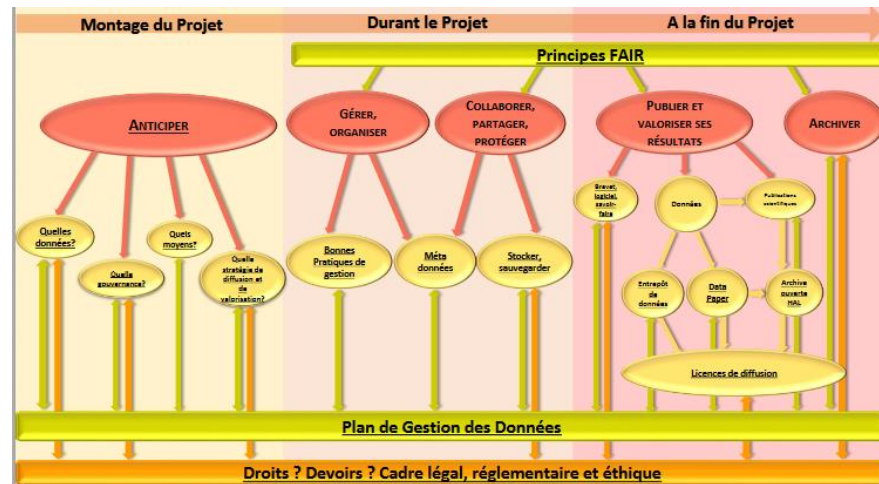 Montage du Projet
Durant le Projet
A la fin du Projet
Principes FAIR
ANTICIPER
GÉRER,
ORGANISER
COLLABORER,
PARTAGER,
PROTÉGER
PUBLIER ET
VALORISER SES
RÉSULTATS
ARCHIVER
Quelles
données?
Quelle
gouvernance?
Quels
moyens?
Quelle
stratégie de
diffusion et
de
valorisation?
Bonnes
Pratiques de
gestion
Méta
données
Stocker,
sauvegarder
Brevet,
logiciel,
savoir-
faire
Données
Publications
scientifiques
Entrepôt
de
données
Data
Paper
Archive
ouverte
HAL
Licences de diffusion
Plan de Gestion des Données
Droits ? Devoirs ? Cadre légal, réglementaire et éthique